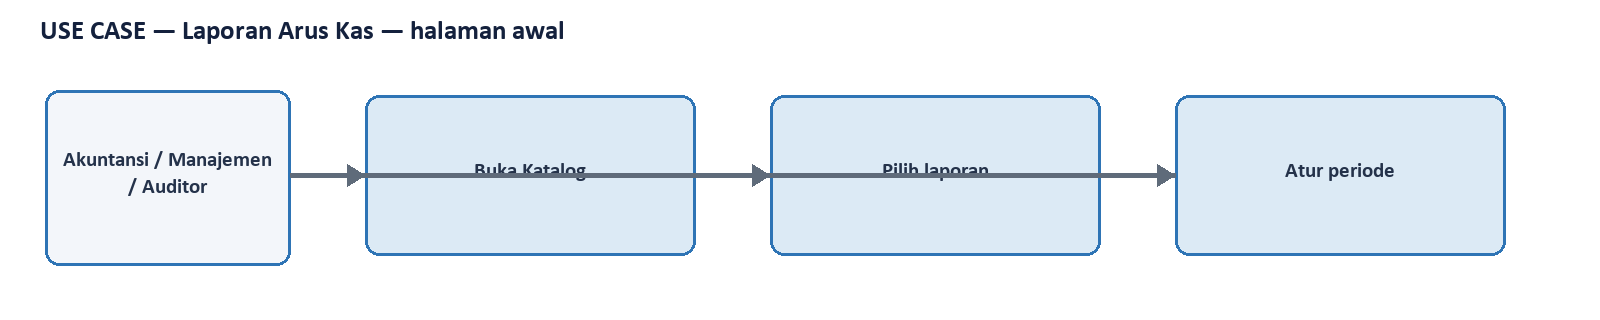 USE CASE — Laporan Arus Kas — halaman awal
Akuntansi / Manajemen
/ Auditor
Buka Katalog
Pilih laporan
Atur periode